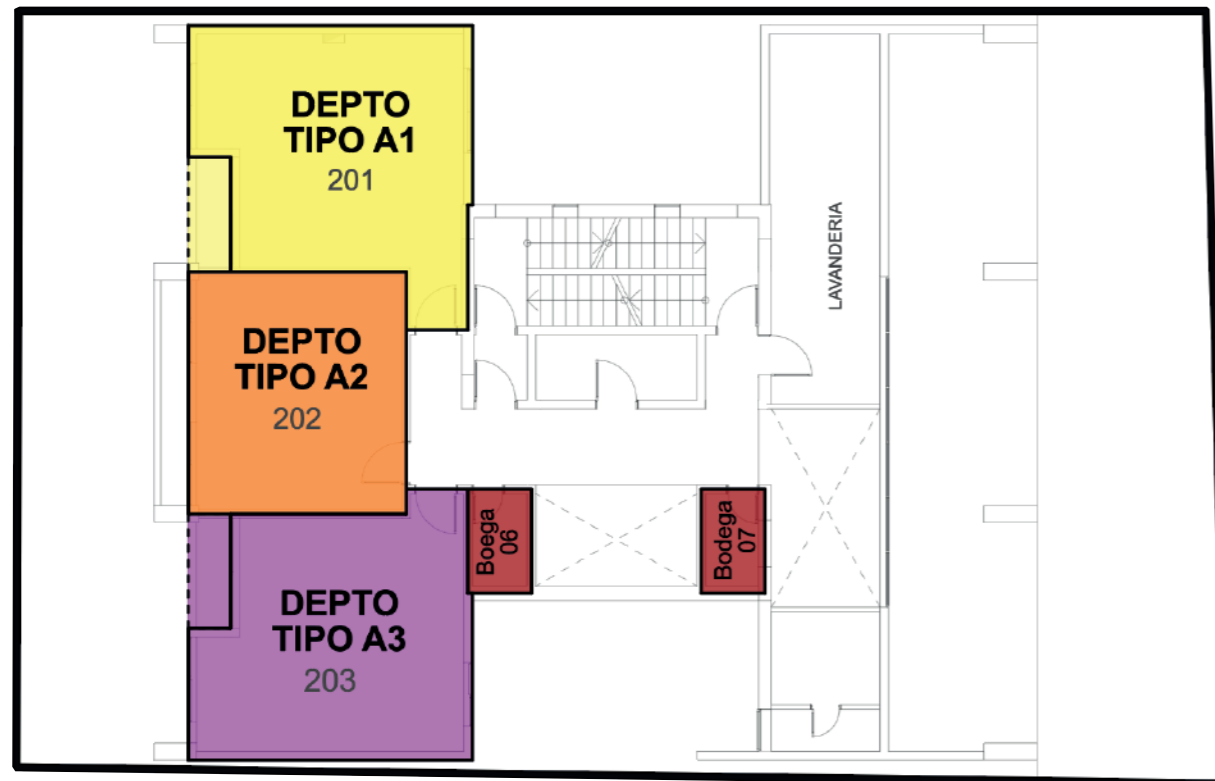 DEPTO
TIPO A1
201
LAVANDERIA
DEPTO
TIPO A2
202
Boega
06
Bodega
07
DEPTO
TIPO A3
203